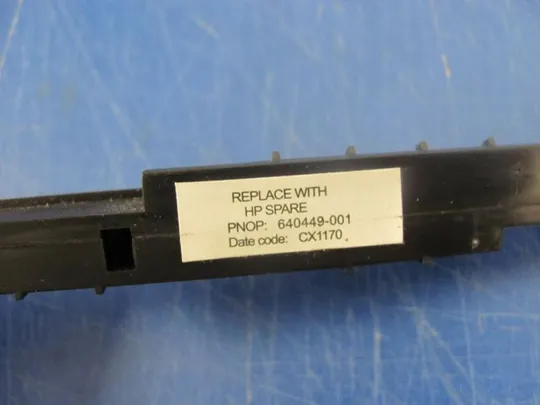 REPLACE WITH
HP SPARE
PNOP: 640449-001
Date code: CX1170